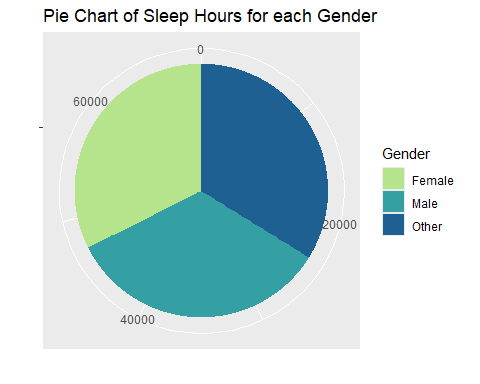 Pie Chart of Sleep Hours for each Gender
0
60000
20000
40000
Gender
Female
Male
Other